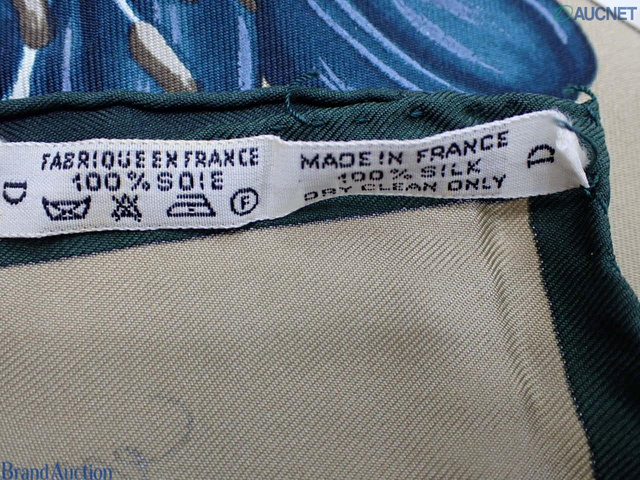 AUCNET
FABRIQUE EN FRANCE
100% SOIE
D
F
MADE IN FRANCE
100% SILK
DRY CLEAN ONLY
D
Brand Auction